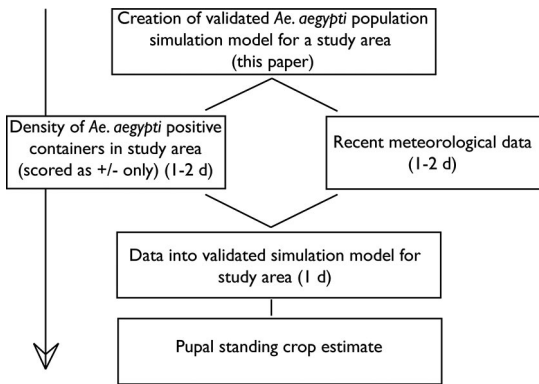 Creation of validated Ae. aegypti population
simulation model for a study area
(this paper)
Density of Ae. aegypti positive
containers in study area
(scored as +/- only) (1-2 d)
Recent meteorological data
(1-2 d)
Data into validated simulation model for
study area (1 d)
Pupal standing crop estimate